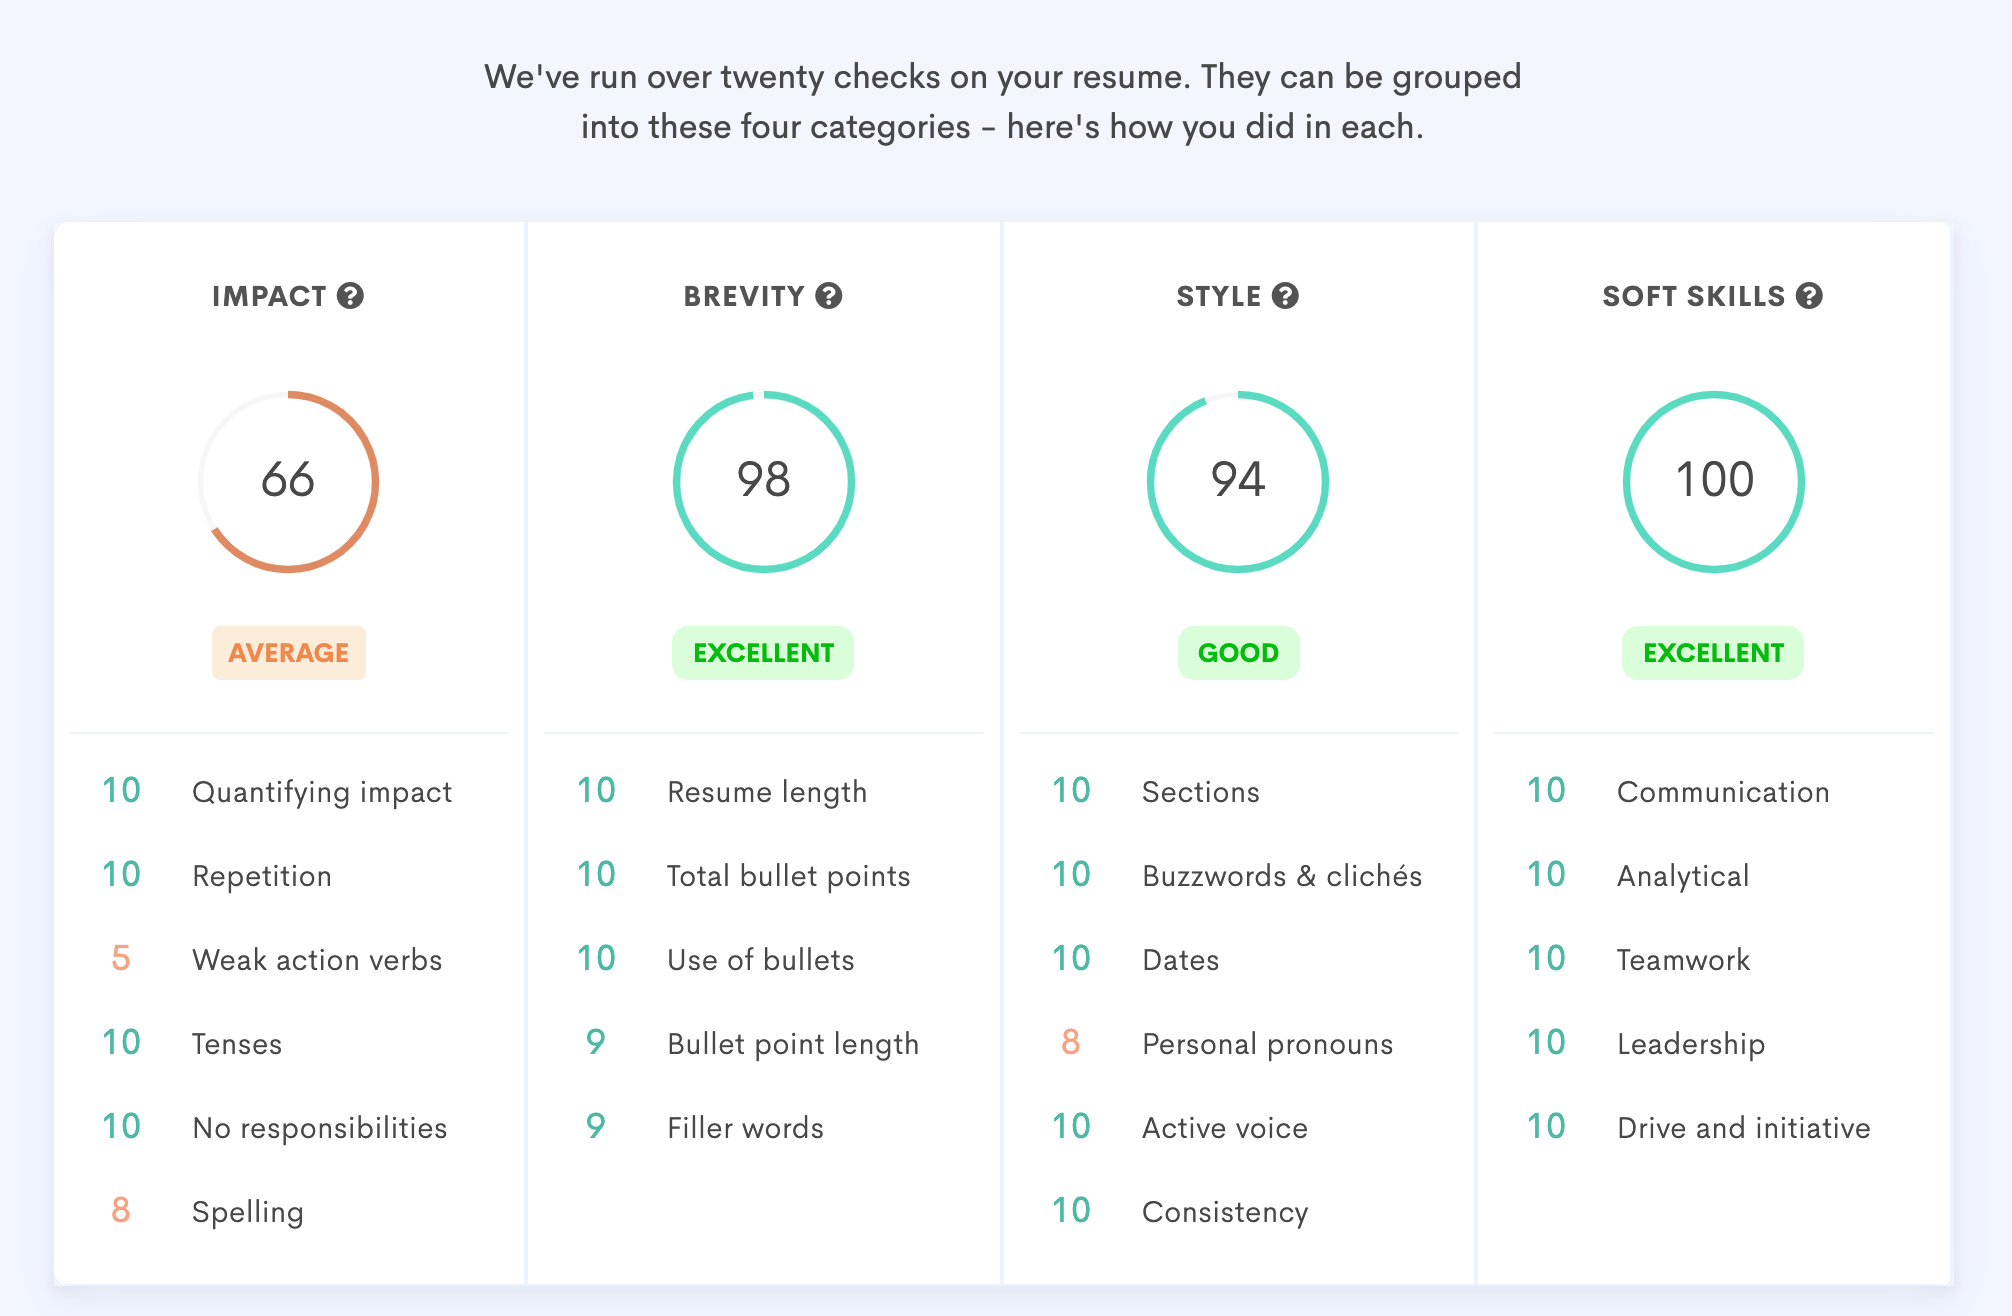 We've run over twenty checks on your resume. They can be grouped
into these four categories - here's how you did in each.
IMPACT ?
66
AVERAGE
10 Quantifying impact
10 Repetition
5 Weak action verbs
10 Tenses
10 No responsibilities
8 Spelling
BREVITY ?
98
EXCELLENT
10 Resume length
10 Total bullet points
10 Use of bullets
9 Bullet point length
9 Filler words
STYLE ?
94
GOOD
10 Sections
10 Buzzwords & clichés
10 Dates
8 Personal pronouns
10 Active voice
10 Consistency
SOFT SKILLS ?
100
EXCELLENT
10 Communication
10 Analytical
10 Teamwork
10 Leadership
10 Drive and initiative